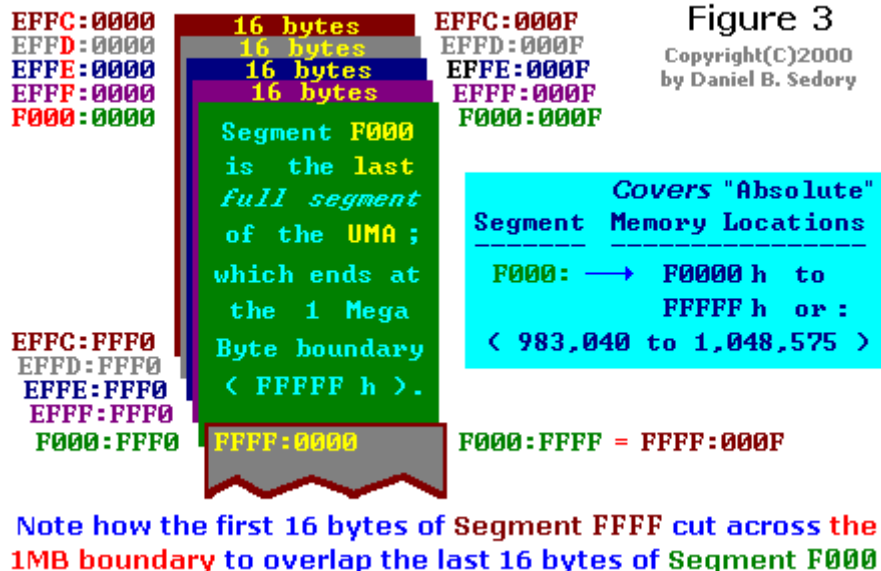 Figure 3
Copyright(C)2000
by Daniel B. Sedory
EFFC:0000 16 bytes EFFC:000F
EFFD:0000 16 bytes EFFD:000F
EFFE:0000 16 bytes EFFE:000F
EFFF:0000 16 bytes EFFF:000F
F000:0000 F000:000F
Segment F000
is the last
full segment
of the UMA ;
which ends at
the 1 Mega
Byte boundary
( FFFFF h ).
Covers "Absolute"
Segment Memory Locations
------- ----------------
F000: → F0000 h to
FFFFF h or :
( 983,040 to 1,048,575 )
EFFC:FFF0
EFFD:FFF0
EFFE:FFF0
EFFF:FFF0
F000:FFF0 FFFF:0000 F000:FFFF = FFFF:000F
Note how the first 16 bytes of Segment FFFF cut across the
1MB boundary to overlap the last 16 bytes of Segment F000